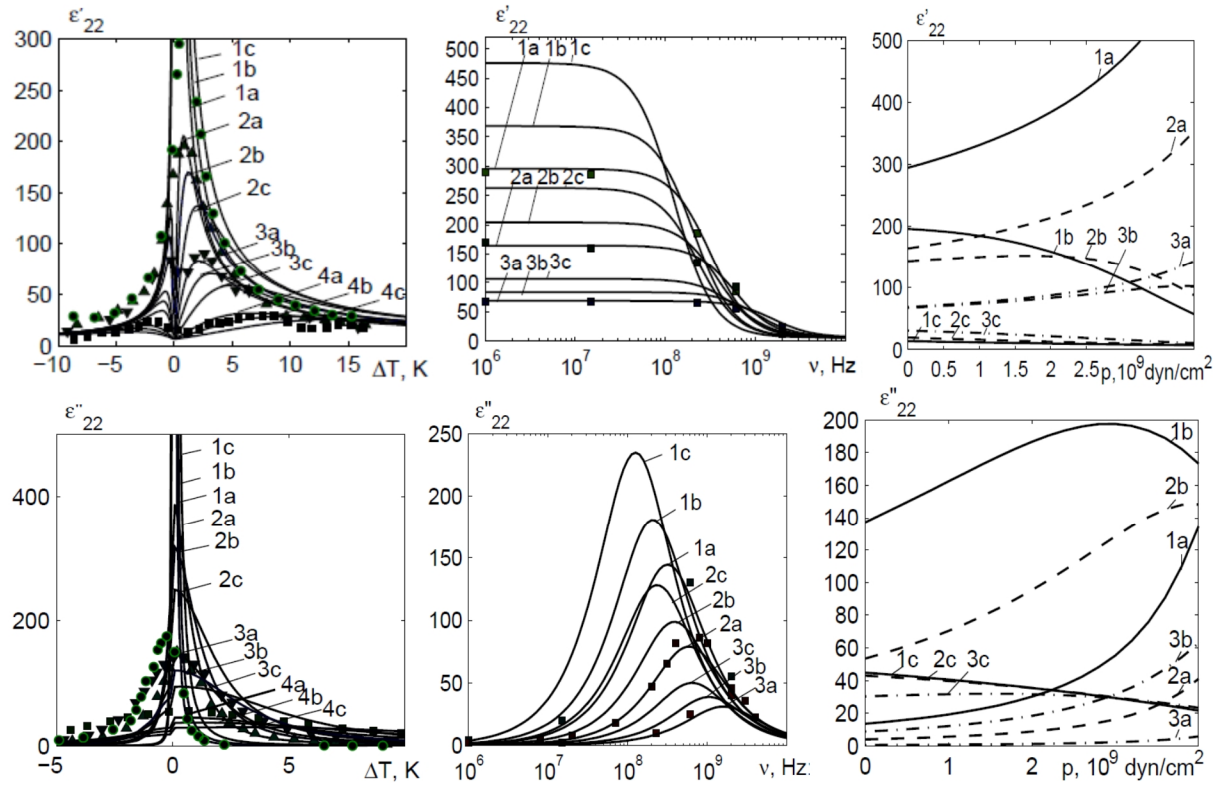 ε'22
300
250
200
150
100
50
0
1c
1b
1a
2a
2b
2c
3a
3b
3c
4a
4b
4c
-10
-5
0
5
10
15
ΔT, K
ε'22
500
450
400
350
300
250
200
150
100
50
0
1a 1b 1c
2a 2b 2c
3a 3b 3c
10^6
10^7
10^8
10^9
ν, Hz
ε'22
500
400
300
200
100
0
1a
2a
1b
2b
3b
3a
1c
2c
3c
0
0.5
1
1.5
2
2.5
p,10^9dyn/cm^2
ε¨22
400
200
0
1c
1b
1a
2a
2b
2c
3a
3b
3c
4a
4b
4c
-5
0
5
ΔT, K
ε"22
250
200
150
100
50
0
1c
1b
1a
2c
2b
2a
3c
3b
3a
10^6
10^7
10^8
10^9
ν, Hz
ε"22
200
180
160
140
120
100
80
60
40
20
0
1b
2b
1a
3b
2a
3a
1c
2c
3c
0
1
2
p, 10^9 dyn/cm^2